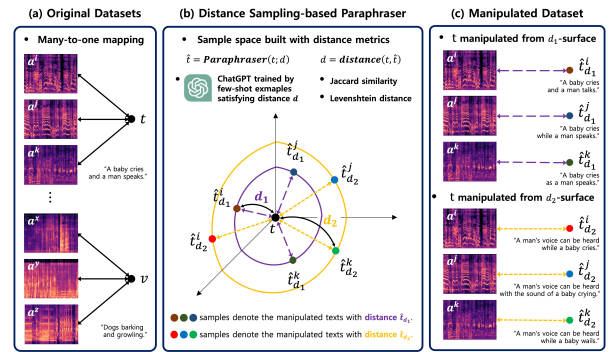 (a) Original Datasets
• Many-to-one mapping
a^i
a^j
t
a^k
"A baby cries
and a man speaks."
⋮
a^x
a^y
v
a^z
"Dogs barking
and growling."
(b) Distance Sampling-based Paraphraser
• Sample space built with distance metrics
t̂ = Paraphraser(t; d)
d = distance(t, t̂)
• ChatGPT trained by
few-shot exmaples
satisfying distance d
• Jaccard similarity
• Levenshtein distance
t̂^j_{d_1}
t̂^j_{d_2}
t̂^i_{d_1}
d_1
d_2
t
t̂^i_{d_2}
t̂^k_{d_2}
t̂^k_{d_1}
samples denote the manipulated texts with distance t̂_{d_1}.
samples denote the manipulated texts with distance t̂_{d_2}.
(c) Manipulated Dataset
• t manipulated from d_1-surface
a^i
t̂^i_{d_1}
"A baby cries
and a man talks."
a^j
t̂^j_{d_1}
"A baby cries
while a man speaks."
a^k
t̂^k_{d_1}
"A baby cries
as a man speaks."
• t manipulated from d_2-surface
a^i
t̂^i_{d_2}
"A man's voice can be heard
while a baby cries."
a^j
t̂^j_{d_2}
"A man's voice can be heard
with the sound of a baby crying."
a^k
t̂^k_{d_2}
"A man's voice can be heard
while a baby wails."